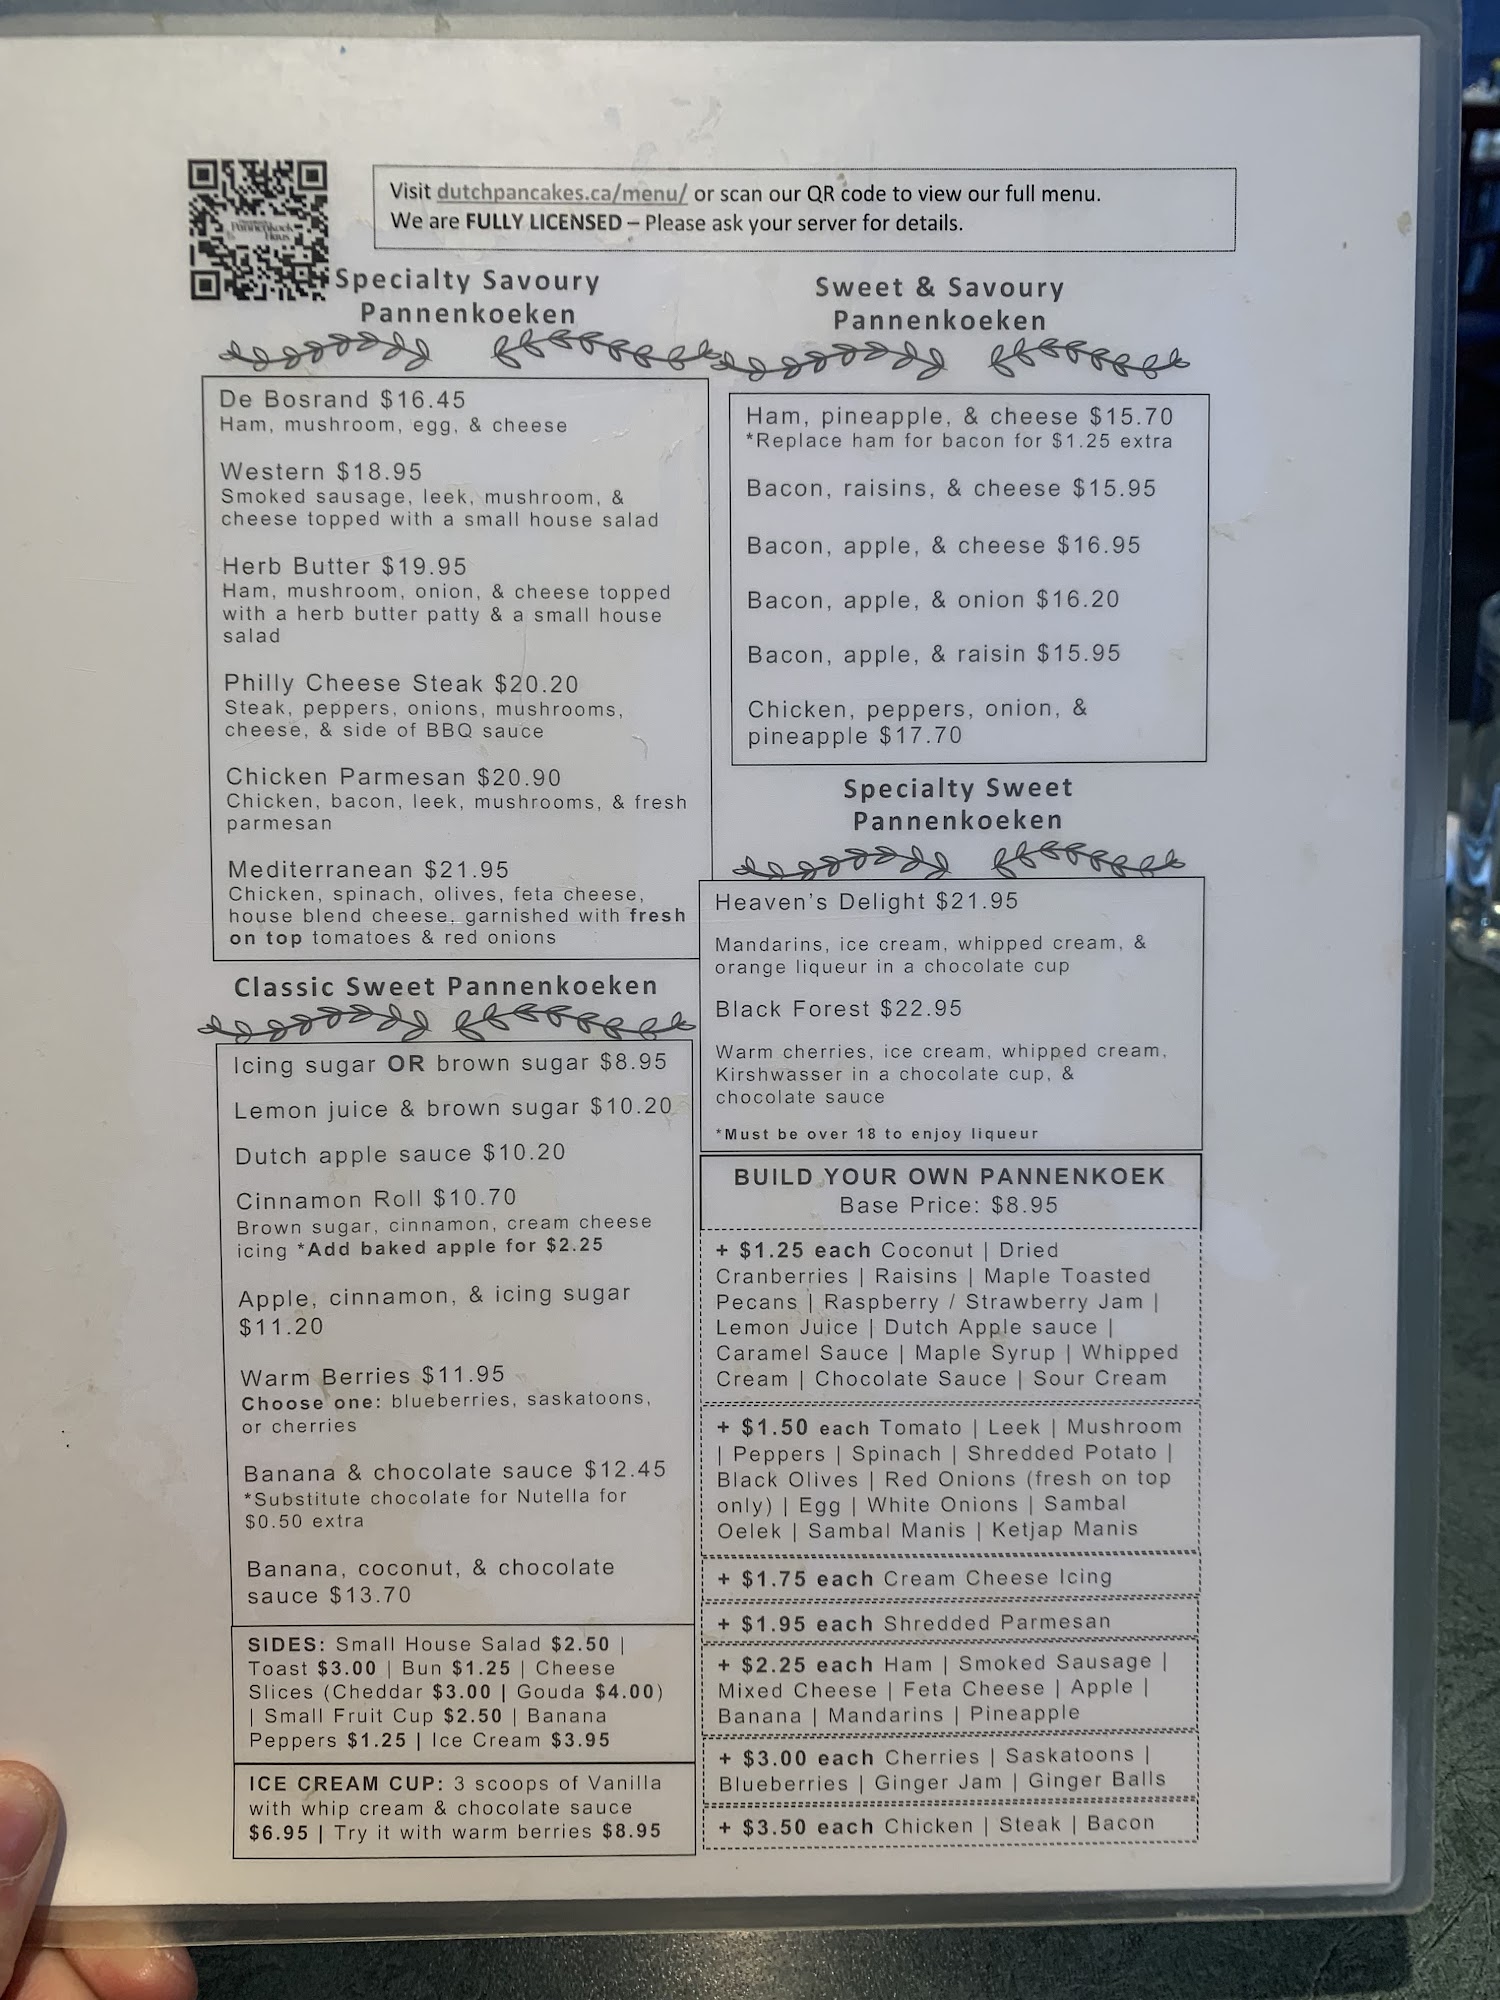 Visit dutchpancakes.ca/menu/ or scan our QR code to view our full menu.
We are FULLY LICENSED – Please ask your server for details.
Pannenkoek
Haus
Specialty Savoury
Pannenkoeken
De Bosrand $16.45
Ham, mushroom, egg, & cheese
Western $18.95
Smoked sausage, leek, mushroom, &
cheese topped with a small house salad
Herb Butter $19.95
Ham, mushroom, onion, & cheese topped
with a herb butter patty & a small house
salad
Philly Cheese Steak $20.20
Steak, peppers, onions, mushrooms,
cheese, & side of BBQ sauce
Chicken Parmesan $20.90
Chicken, bacon, leek, mushrooms, & fresh
parmesan
Mediterranean $21.95
Chicken, spinach, olives, feta cheese,
house blend cheese. garnished with fresh
on top tomatoes & red onions
Classic Sweet Pannenkoeken
Icing sugar OR brown sugar $8.95
Lemon juice & brown sugar $10.20
Dutch apple sauce $10.20
Cinnamon Roll $10.70
Brown sugar, cinnamon, cream cheese
icing *Add baked apple for $2.25
Apple, cinnamon, & icing sugar
$11.20
Warm Berries $11.95
Choose one: blueberries, saskatoons,
or cherries
Banana & chocolate sauce $12.45
*Substitute chocolate for Nutella for
$0.50 extra
Banana, coconut, & chocolate
sauce $13.70
SIDES: Small House Salad $2.50 |
Toast $3.00 | Bun $1.25 | Cheese
Slices (Cheddar $3.00 | Gouda $4.00)
| Small Fruit Cup $2.50 | Banana
Peppers $1.25 | Ice Cream $3.95
ICE CREAM CUP: 3 scoops of Vanilla
with whip cream & chocolate sauce
$6.95 | Try it with warm berries $8.95
Sweet & Savoury
Pannenkoeken
Ham, pineapple, & cheese $15.70
*Replace ham for bacon for $1.25 extra
Bacon, raisins, & cheese $15.95
Bacon, apple, & cheese $16.95
Bacon, apple, & onion $16.20
Bacon, apple, & raisin $15.95
Chicken, peppers, onion, &
pineapple $17.70
Specialty Sweet
Pannenkoeken
Heaven's Delight $21.95
Mandarins, ice cream, whipped cream, &
orange liqueur in a chocolate cup
Black Forest $22.95
Warm cherries, ice cream, whipped cream,
Kirshwasser in a chocolate cup, &
chocolate sauce
*Must be over 18 to enjoy liqueur
BUILD YOUR OWN PANNENKOEK
Base Price: $8.95
+ $1.25 each Coconut | Dried
Cranberries | Raisins | Maple Toasted
Pecans | Raspberry / Strawberry Jam |
Lemon Juice | Dutch Apple sauce |
Caramel Sauce | Maple Syrup | Whipped
Cream | Chocolate Sauce | Sour Cream
+ $1.50 each Tomato | Leek | Mushroom
| Peppers | Spinach | Shredded Potato |
Black Olives | Red Onions (fresh on top
only) | Egg | White Onions | Sambal
Oelek | Sambal Manis | Ketjap Manis
+ $1.75 each Cream Cheese Icing
+ $1.95 each Shredded Parmesan
+ $2.25 each Ham | Smoked Sausage |
Mixed Cheese | Feta Cheese | Apple |
Banana | Mandarins | Pineapple
+ $3.00 each Cherries | Saskatoons |
Blueberries | Ginger Jam | Ginger Balls
+ $3.50 each Chicken | Steak | Bacon